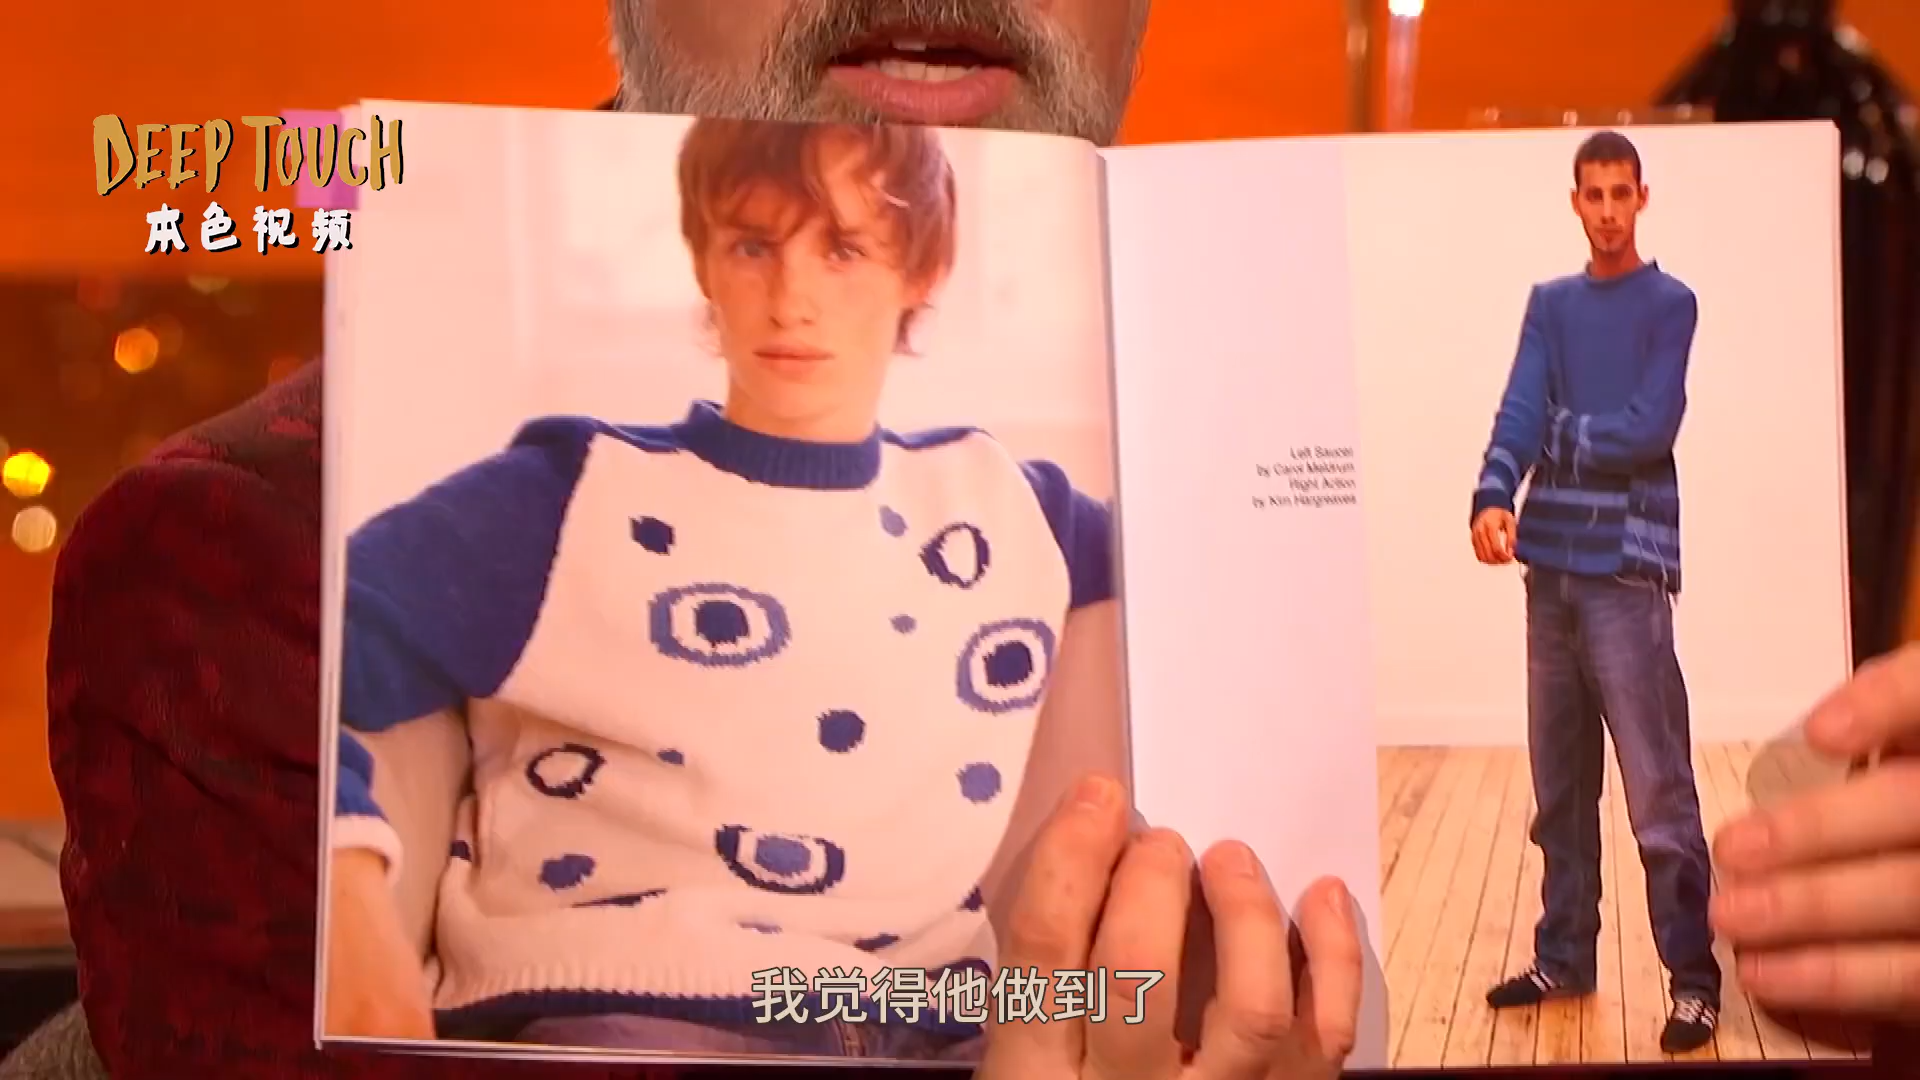 DEEP TOUCH
本色视频
Left Saucer
by Carol Meldrum
Right Action
by Kim Hargreaves
我觉得他做到了